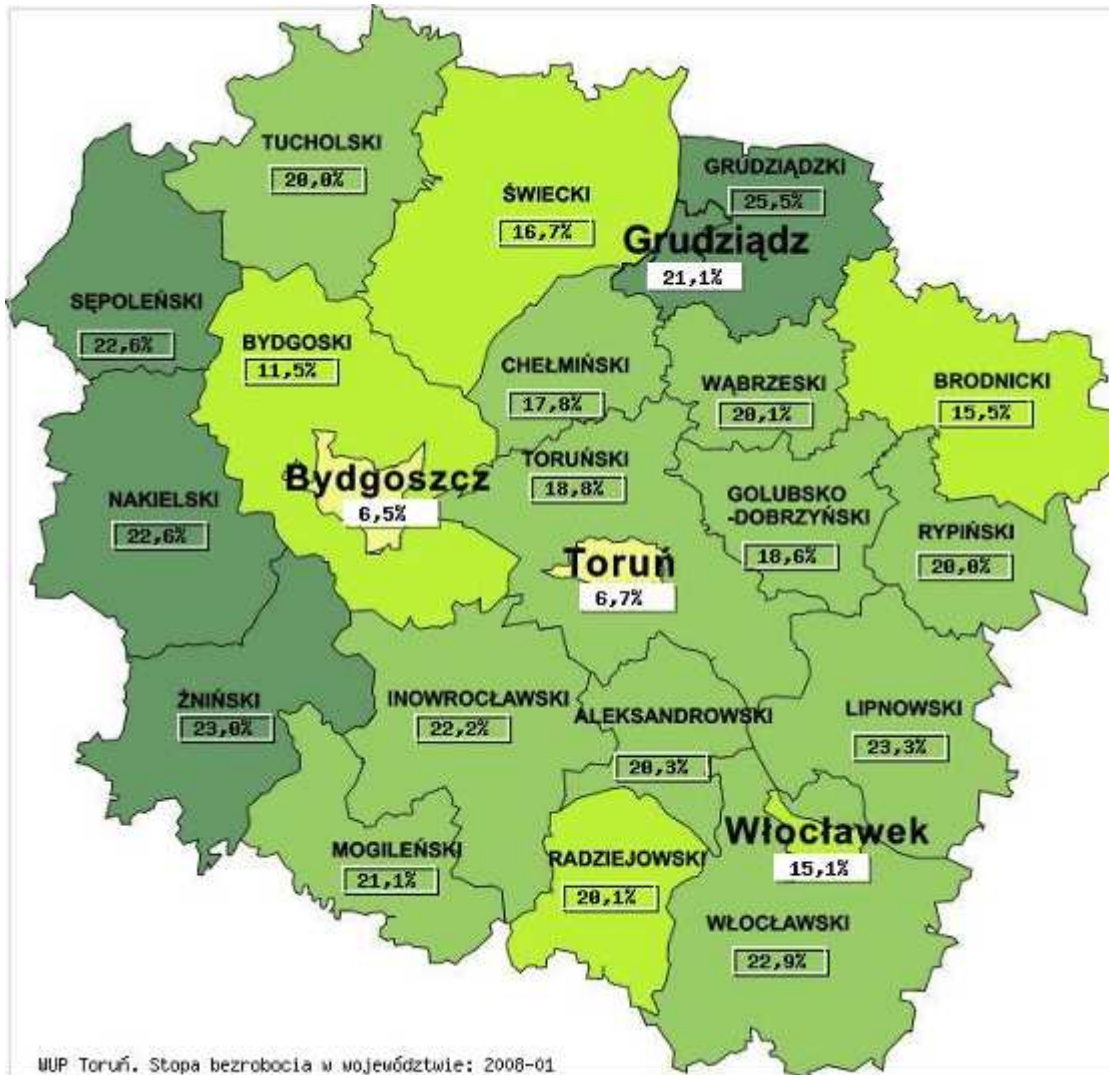 TUCHOLSKI
20,0%
ŚWIECKI
16,7%
GRUDZIĄDZKI
25,5%
Grudziądz
21,1%
SĘPOLEŃSKI
22,6%
BYDGOSKI
11,5%
CHEŁMIŃSKI
17,8%
WĄBRZESKI
20,1%
BRODNICKI
15,5%
Bydgoszcz
6,5%
TORUŃSKI
18,8%
NAKIELSKI
22,6%
GOLUBSKO
-DOBRZYŃSKI
18,6%
RYPIŃSKI
20,0%
Toruń
6,7%
ŻNIŃSKI
23,0%
INOWROCŁAWSKI
22,2%
ALEKSANDROWSKI
20,3%
LIPNOWSKI
23,3%
Włocławek
15,1%
MOGILEŃSKI
21,1%
RADZIEJOWSKI
20,1%
WŁOCŁAWSKI
22,9%
WUP Toruń. Stopa bezrobocia w województwie: 2008-01